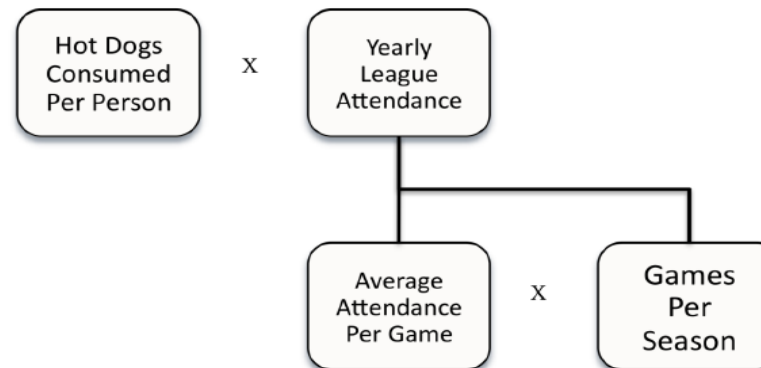 Hot Dogs
Consumed
Per Person
X
Yearly
League
Attendance
Average
Attendance
Per Game
X
Games
Per
Season